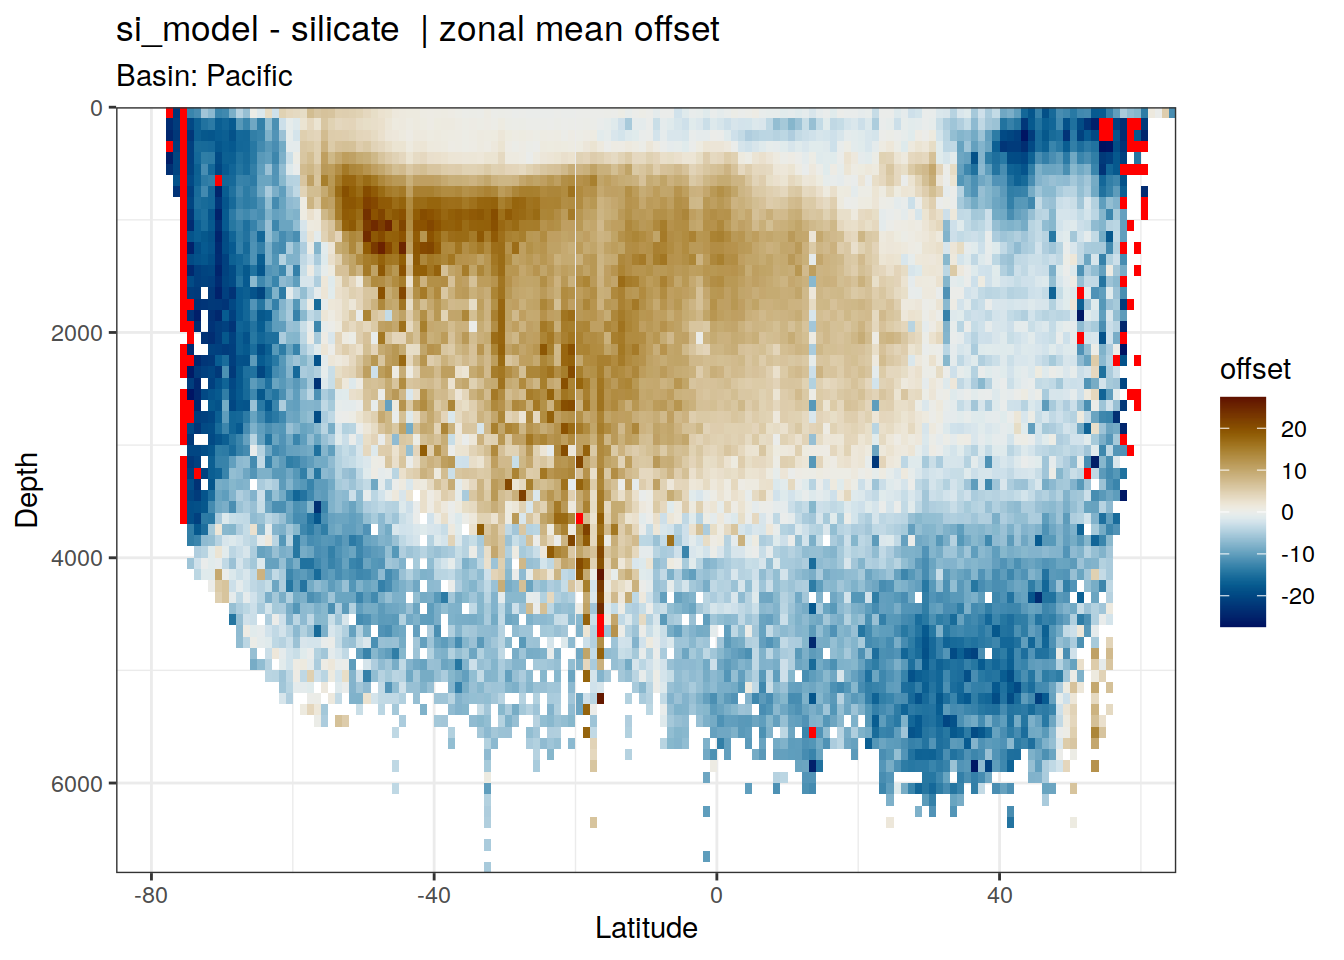 si_model - silicate  | zonal mean offset
Basin: Pacific
0
2000
4000
6000
Depth
-80
-40
0
40
Latitude
offset
20
10
0
-10
-20